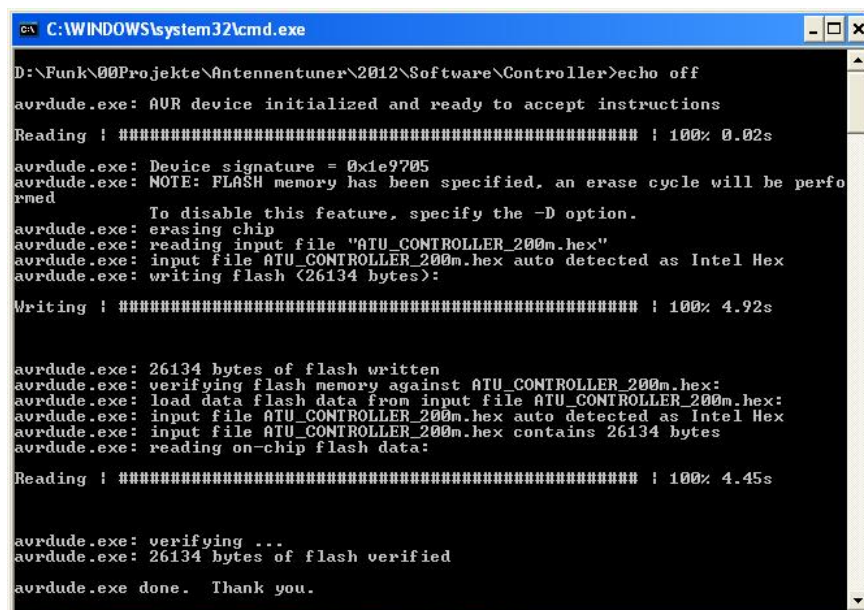 C:\WINDOWS\system32\cmd.exe
D:\Funk\00Projekte\Antennentuner\2012\Software\Controller>echo off
avrdude.exe: AVR device initialized and ready to accept instructions
Reading | ################################################## | 100% 0.02s
avrdude.exe: Device signature = 0x1e9705
avrdude.exe: NOTE: FLASH memory has been specified, an erase cycle will be perfo
rmed
To disable this feature, specify the -D option.
avrdude.exe: erasing chip
avrdude.exe: reading input file "ATU_CONTROLLER_200m.hex"
avrdude.exe: input file ATU_CONTROLLER_200m.hex auto detected as Intel Hex
avrdude.exe: writing flash (26134 bytes):
Writing | ################################################## | 100% 4.92s
avrdude.exe: 26134 bytes of flash written
avrdude.exe: verifying flash memory against ATU_CONTROLLER_200m.hex:
avrdude.exe: load data flash data from input file ATU_CONTROLLER_200m.hex:
avrdude.exe: input file ATU_CONTROLLER_200m.hex auto detected as Intel Hex
avrdude.exe: input file ATU_CONTROLLER_200m.hex contains 26134 bytes
avrdude.exe: reading on-chip flash data:
Reading | ################################################## | 100% 4.45s
avrdude.exe: verifying ...
avrdude.exe: 26134 bytes of flash verified
avrdude.exe done.  Thank you.